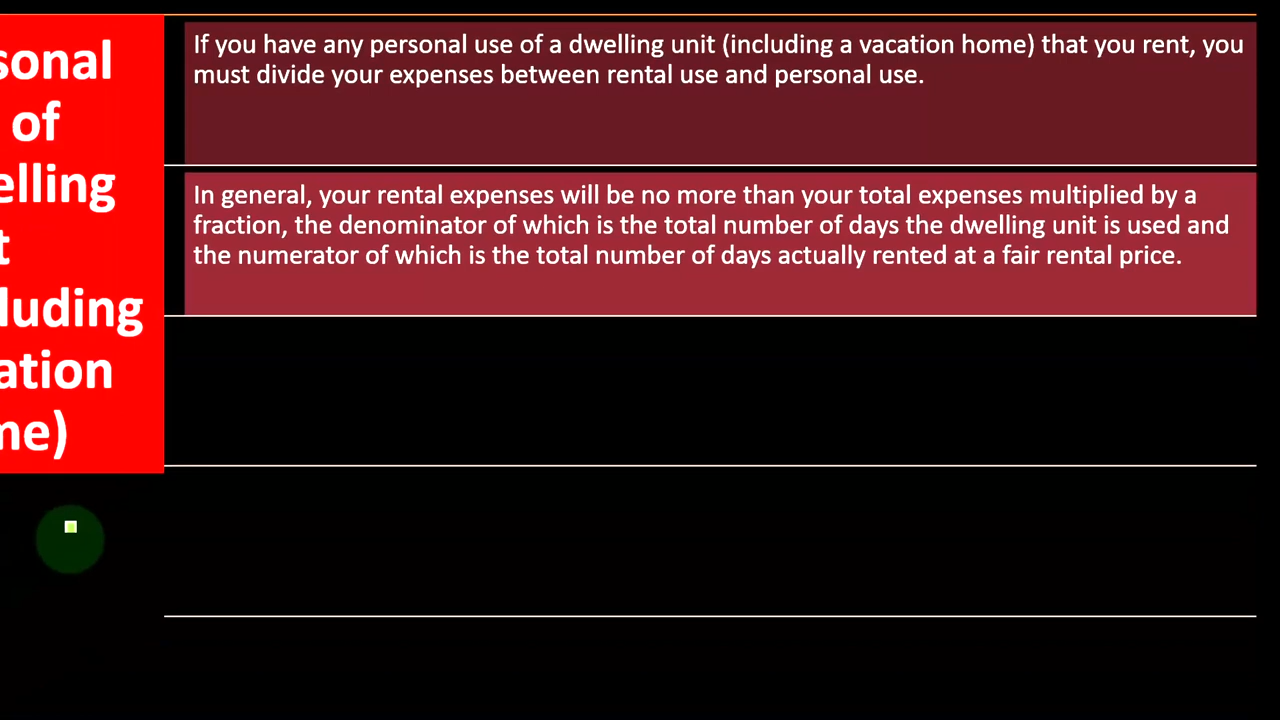 sonal
of
elling
t
luding
ation
me)
If you have any personal use of a dwelling unit (including a vacation home) that you rent, you
must divide your expenses between rental use and personal use.
In general, your rental expenses will be no more than your total expenses multiplied by a
fraction, the denominator of which is the total number of days the dwelling unit is used and
the numerator of which is the total number of days actually rented at a fair rental price.